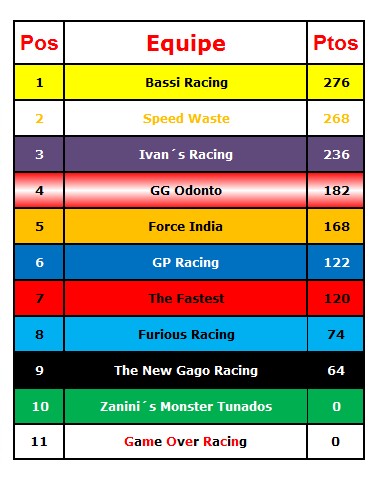 Pos Equipe Ptos
1 Bassi Racing 276
2 Speed Waste 268
3 Ivan´s Racing 236
4 GG Odonto 182
5 Force India 168
6 GP Racing 122
7 The Fastest 120
8 Furious Racing 74
9 The New Gago Racing 64
10 Zanini´s Monster Tunados 0
11 Game Over Racing 0